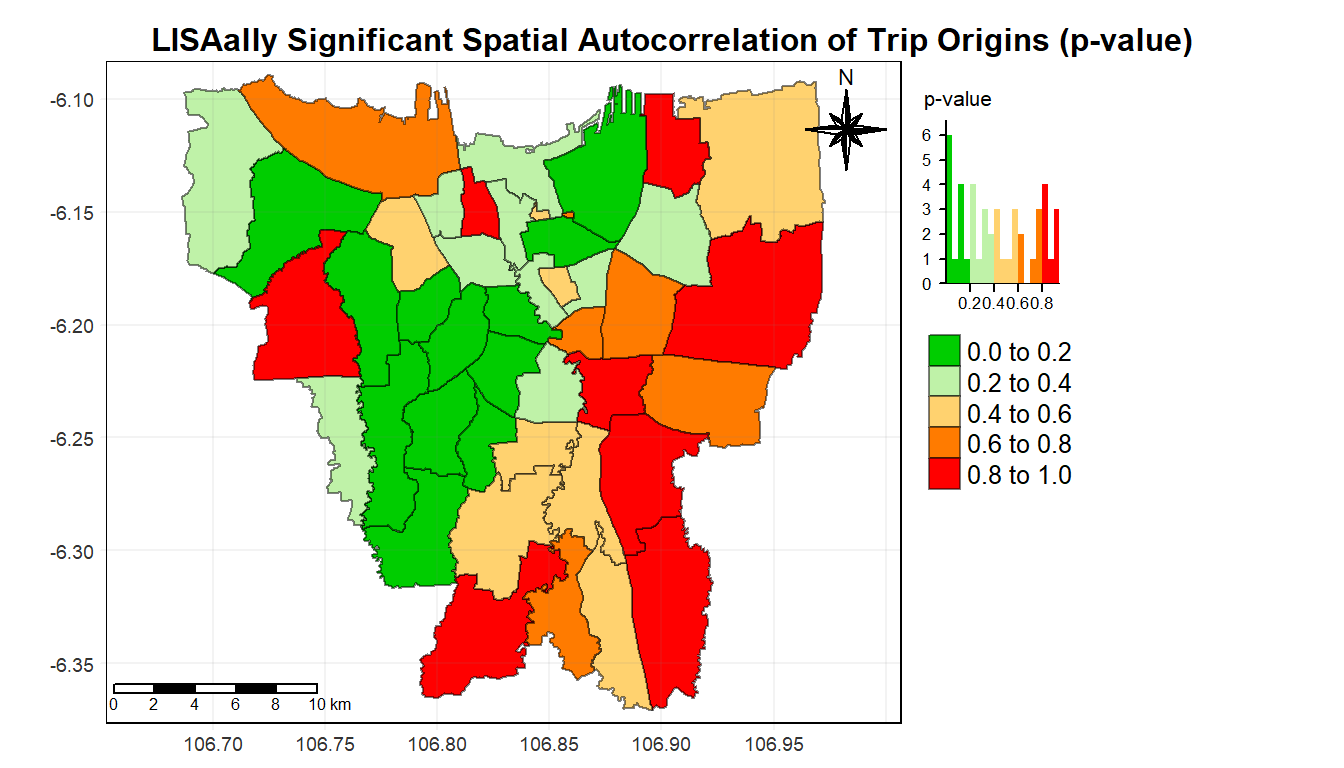 LISAally Significant Spatial Autocorrelation of Trip Origins (p-value)
N
-6.10
-6.15
-6.20
-6.25
-6.30
-6.35
0 2 4 6 8 10 km
106.70 106.75 106.80 106.85 106.90 106.95
p-value
6
5
4
3
2
1
0
0.20.40.60.8
0.0 to 0.2
0.2 to 0.4
0.4 to 0.6
0.6 to 0.8
0.8 to 1.0